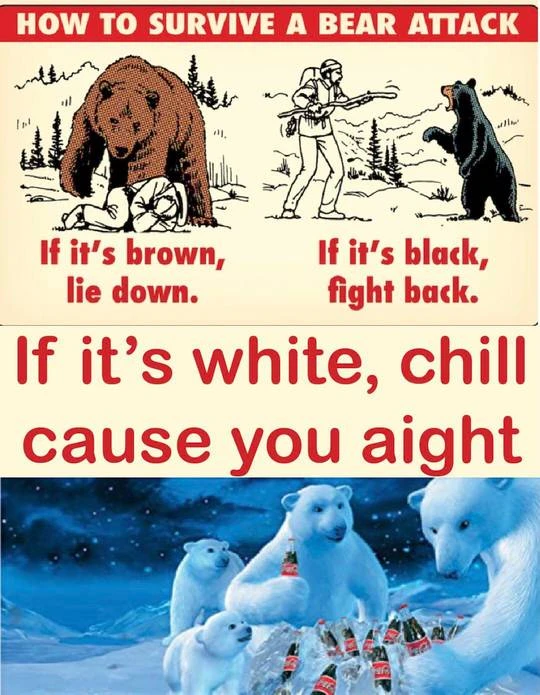 HOW TO SURVIVE A BEAR ATTACK
If it's brown,
lie down.
If it's black,
fight back.
If it's white, chill
cause you aight